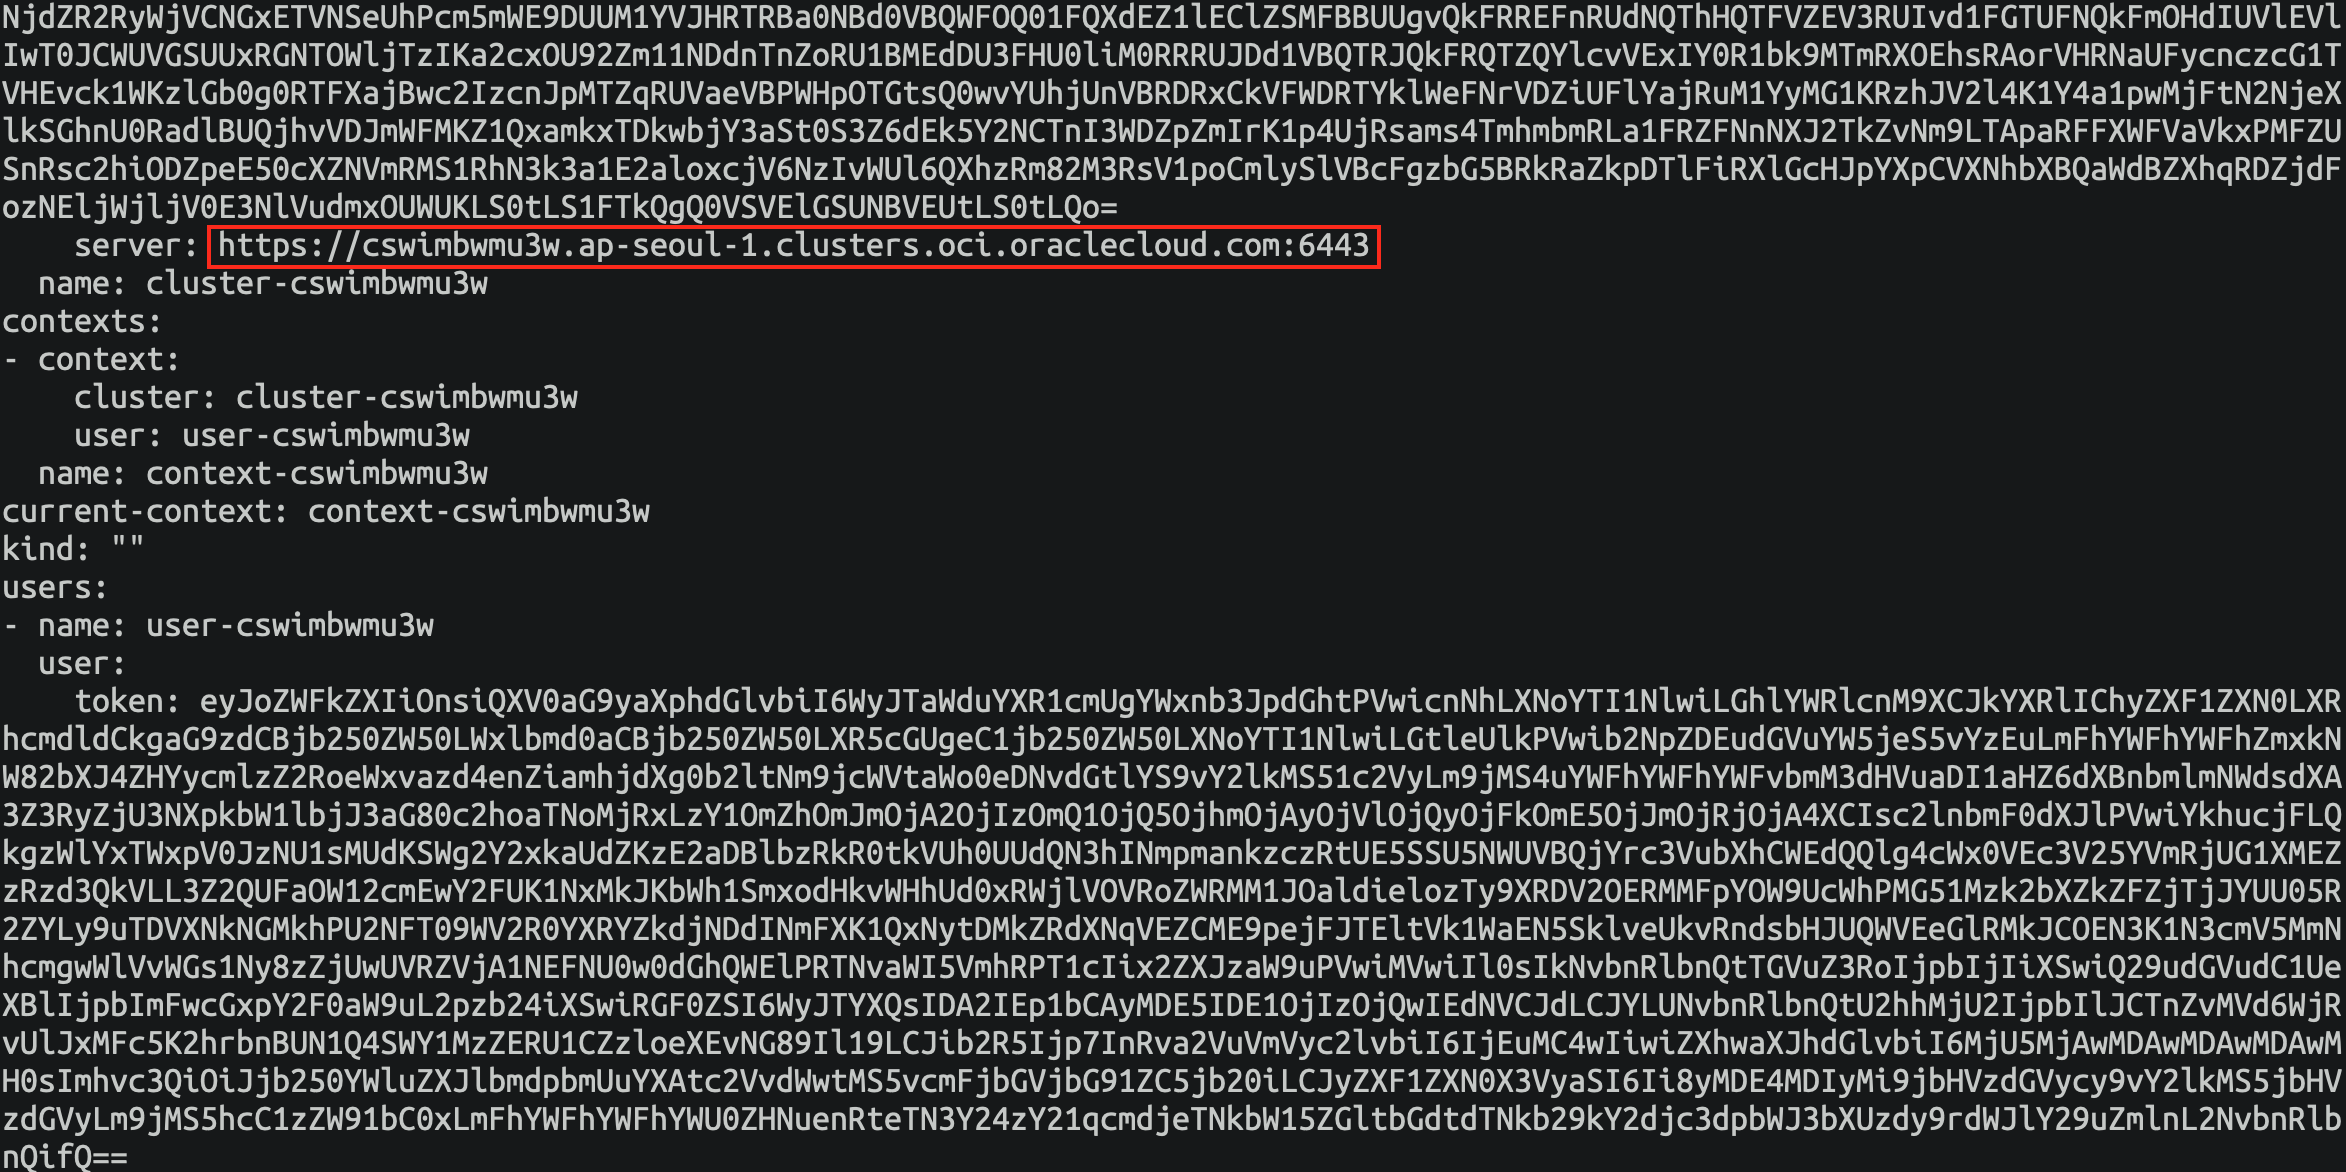 NjdZR2RyWjVCNGxETVNSeUhPcm5mWE9DUUM1YVJHRTRBa0NBd0VBQWFOQ01FQXdEZ1lEClZSMFBBUUgvQkFRREFnRUdNQThHQTFVZEV3RUIvd1FGTUFNQkFmOHdIUVlEVl
IwT0JCWUVGSUUxRGNTOWljTzIKa2cxOU92Zm11NDdnTnZoRU1BMEdDU3FHU0liM0RRRUJDd1VBQTRJQkFRQTZQYlcvVExIY0R1bk9MTmRXOEhsRAorVHRNaUFycnczcG1T
VHEvck1WKzlGb0g0RTFXajBwc2IzcnJpMTZqRUVaeVBPWHpOTGtsQ0wvYUhjUnVBRDRxCkVFWDRTYklWeFNrVDZiUFlYajRuM1YyMG1KRzhJV2l4K1Y4a1pwMjFtN2NjeX
lkSGhnU0RadlBUQjhvVDJmWFMKZ1QxamkxTDkwbjY3aSt0S3Z6dEk5Y2NCTnI3WDZpZmIrK1p4UjRsams4TmhmbmRLa1FRZFNnNXJ2TkZvNm9LTApaRFFXWFVaVkxPMFZU
SnRsc2hiODZpeE50cXZNVmRMS1RhN3k3a1E2aloxcjV6NzIvWUl6QXhzRm82M3RsV1poCmlySlVBcFgzbG5BRkRaZkpDTlFiRXlGcHJpYXpCVXNhbXBQaWdBZXhqRDZjdF
ozNEljWjljV0E3NlVudmxOUWUKLS0tLS1FTkQgQ0VSVElGSUNBVEUtLS0tLQo=
server: https://cswimbwmu3w.ap-seoul-1.clusters.oci.oraclecloud.com:6443
name: cluster-cswimbwmu3w
contexts:
- context:
cluster: cluster-cswimbwmu3w
user: user-cswimbwmu3w
name: context-cswimbwmu3w
current-context: context-cswimbwmu3w
kind: ""
users:
- name: user-cswimbwmu3w
user:
token: eyJoZWFkZXIiOnsiQXV0aG9yaXphdGlvbiI6WyJTaWduYXR1cmUgYWxnb3JpdGhtPVwicnNhLXNoYTI1NlwiLGhlYWRlcnM9XCJkYXRlIChyZXF1ZXN0LXR
hcmdldCkgaG9zdCBjb250ZW50LWxlbmd0aCBjb250ZW50LXR5cGUgeC1jb250ZW50LXNoYTI1NlwiLGtleUlkPVwib2NpZDEudGVuYW5jeS5vYzEuLmFhYWFhYWFhZmxkN
W82bXJ4ZHYycmlzZ2RoeWxvazd4enZiamhjdXg0b2ltNm9jcWVtaWo0eDNvdGtlYS9vY2lkMS51c2VyLm9jMS4uYWFhYWFhYWFvbmM3dHVuaDI1aHZ6dXBnbmlmNWdsdXA
3Z3RyZjU3NXpkbW1lbjJ3aG80c2hoaTNoMjRxLzY1OmZhOmJmOjA2OjIzOmQ1OjQ5OjhmOjAyOjVlOjQyOjFkOmE5OjJmOjRjOjA4XCIsc2lnbmF0dXJlPVwiYkhucjFLQ
kgzWlYxTWxpV0JzNU1sMUdKSWg2Y2xkaUdZKzE2aDBlbzRkR0tkVUh0UUdQN3hINmpmankzczRtUE5SSU5NWUVBQjYrc3VubXhCWEdQQlg4cWx0VEc3V25YVmRjUG1XMEZ
zRzd3QkVLL3Z2QUFaOW12cmEwY2FUK1NxMkJKbWh1SmxodHkvWHhUd0xRWjlVOVRoZWRMM1JOaldielozTy9XRDV2OERMMFpYOW9UcWhPMG51Mzk2bXZkZFZjTjJYUU05R
2ZYLy9uTDVXNkNGMkhPU2NFT09WV2R0YXRYZkdjNDdINmFXK1QxNytDMkZRdXNqVEZCME9pejFJTEltVk1WaEN5SklveUkvRndsbHJUQWVEeGlRMkJCOEN3K1N3cmV5MmN
hcmgwWlVvWGs1Ny8zZjUwUVRZVjA1NEFNU0w0dGhQWElPRTNvaWI5VmhRPT1cIix2ZXJzaW9uPVwiMVwiIl0sIkNvbnRlbnQtTGVuZ3RoIjpbIjIiXSwiQ29udGVudC1Ue
XBlIjpbImFwcGxpY2F0aW9uL2pzb24iXSwiRGF0ZSI6WyJTYXQsIDA2IEp1bCAyMDE5IDE1OjIzOjQwIEdNVCJdLCJYLUNvbnRlbnQtU2hhMjU2IjpbIlJCTnZvMVd6WjR
vUlJxMFc5K2hrbnBUN1Q4SWY1MzZERU1CZzloeXEvNG89Il19LCJib2R5Ijp7InRva2VuVmVyc2lvbiI6IjEuMC4wIiwiZXhwaXJhdGlvbiI6MjU5MjAwMDAwMDAwMDAwM
H0sImhvc3QiOiJjb250YWluZXJlbmdpbmUuYXAtc2VvdWwtMS5vcmFjbGVjbG91ZC5jb20iLCJyZXF1ZXN0X3VyaSI6Ii8yMDE4MDIyMi9jbHVzdGVycy9vY2lkMS5jbHV
zdGVyLm9jMS5hcC1zZW91bC0xLmFhYWFhYWFhYWU0ZHNuenRteTN3Y24zY21qcmdjeTNkbW15ZGltbGdtdTNkb29kY2djc3dpbWJ3bXUzdy9rdWJlY29uZmlnL2NvbnRlb
nQifQ==